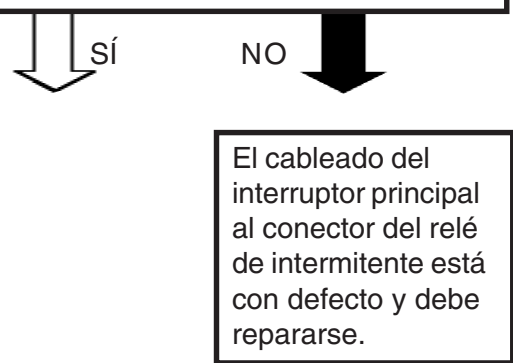 SÍ
NO
El cableado del
interruptor principal
al conector del relé
de intermitente está
con defecto y debe
repararse.